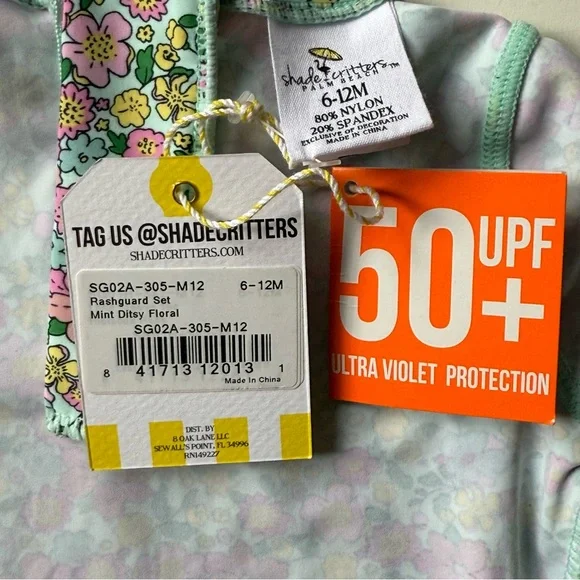 shade critters™
PALM BEACH
6-12M
80% NYLON
20% SPANDEX
EXCLUSIVE OF DECORATION
MADE IN CHINA
TAG US @SHADECRITTERS
SHADECRITTERS.COM
SG02A-305-M12 6-12M
Rashguard Set
Mint Ditsy Floral
SG02A-305-M12
8 41713 12013 1
Made In China
DIST. BY
8 OAK LANE LLC
SEWALL'S POINT, FL 34996
RN149227
50+ UPF
ULTRA VIOLET PROTECTION